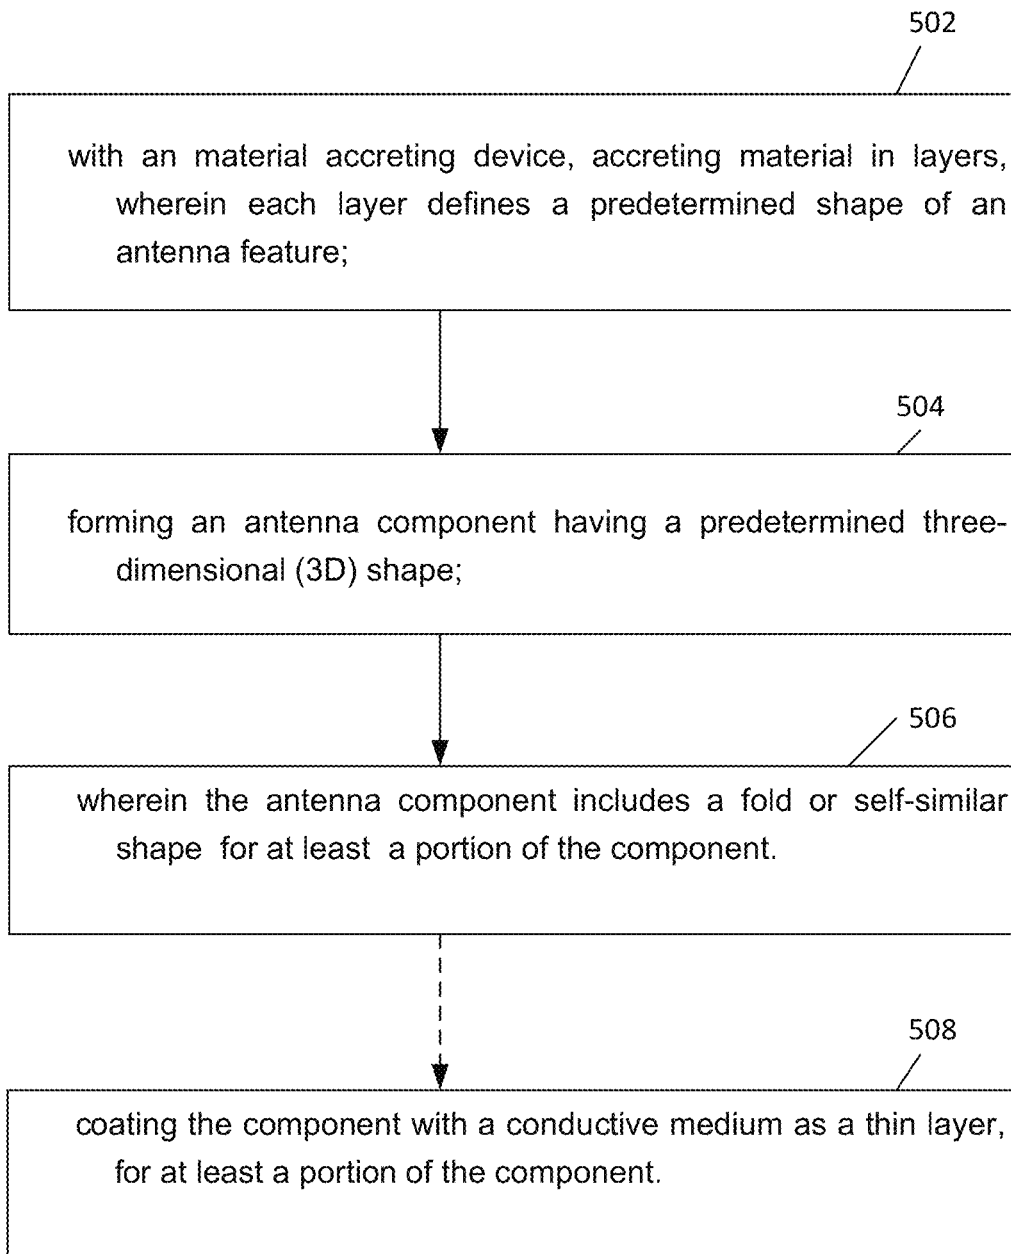 502
with an material accreting device, accreting material in layers,
wherein each layer defines a predetermined shape of an
antenna feature;
504
forming an antenna component having a predetermined three-
dimensional (3D) shape;
506
wherein the antenna component includes a fold or self-similar
shape for at least a portion of the component.
508
coating the component with a conductive medium as a thin layer,
for at least a portion of the component.